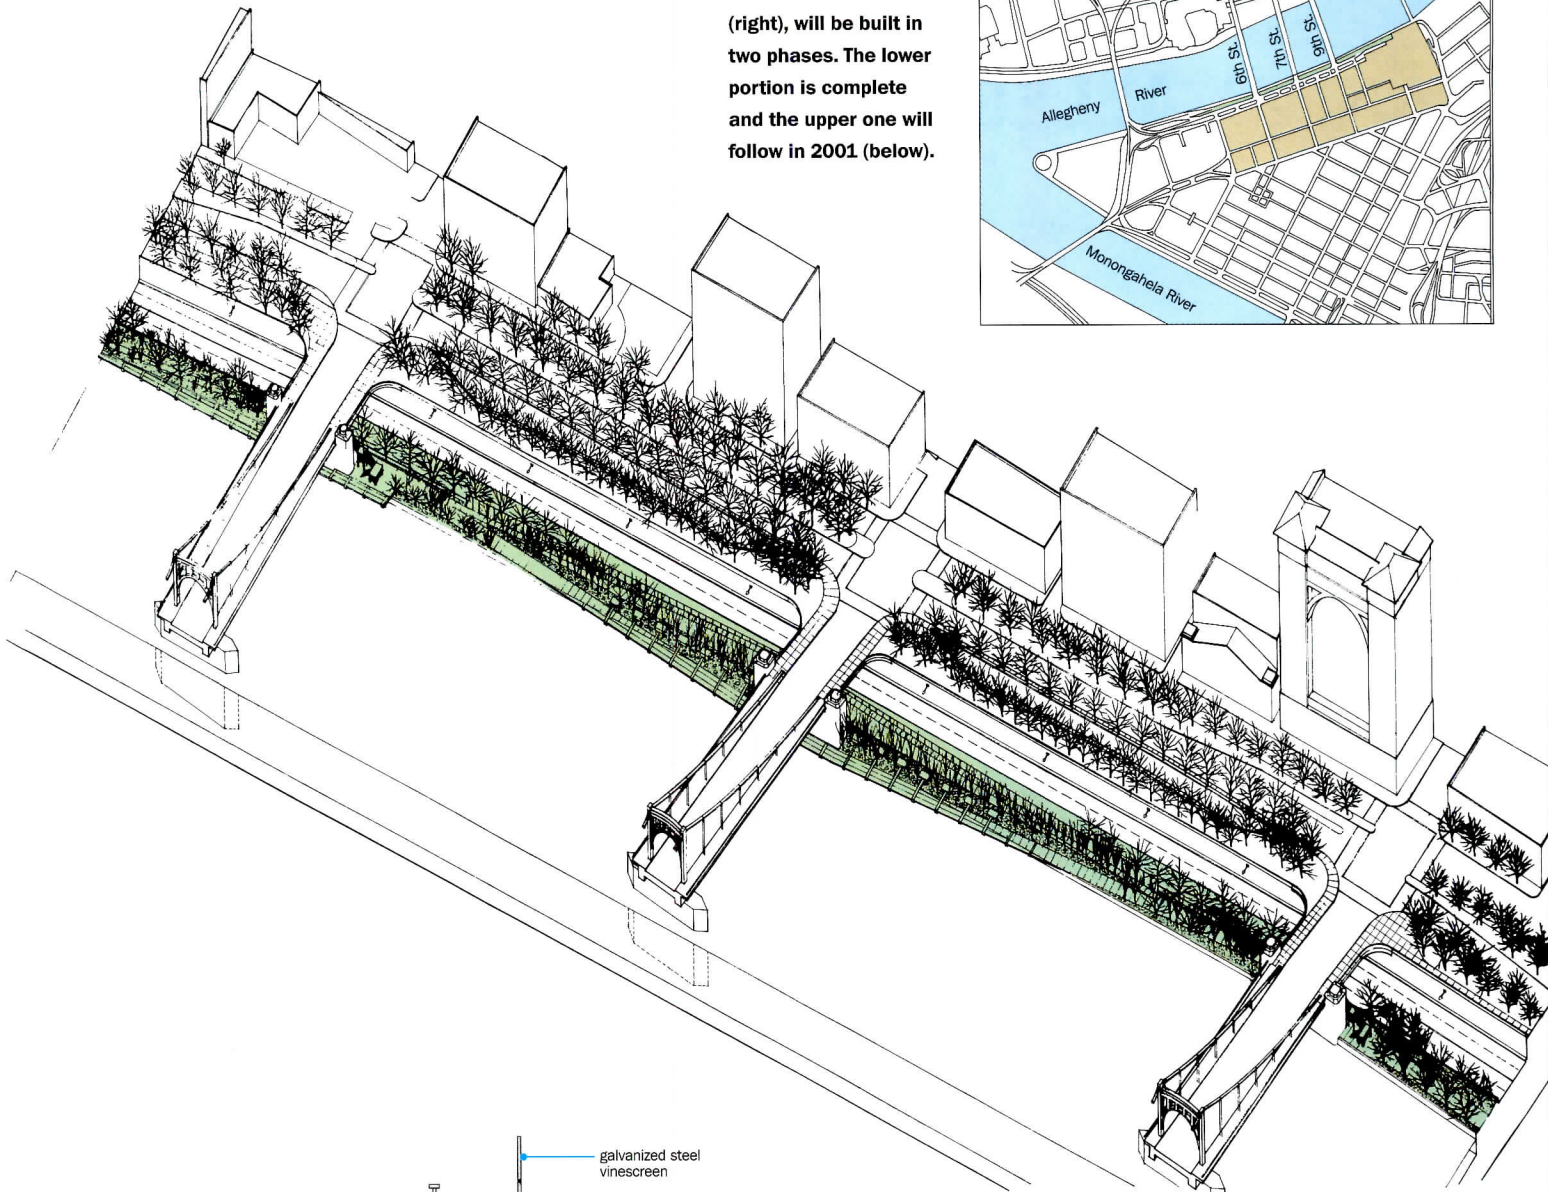 (right), will be built in
two phases. The lower
portion is complete
and the upper one will
follow in 2001 (below).
6th St.
7th St.
9th St.
Allegheny River
Monongahela River
galvanized steel
vinescreen